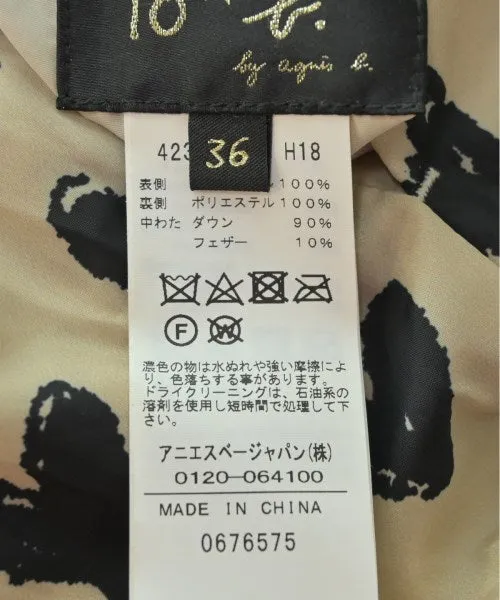 by agnès b.
36
H18
表側 100%
裏側 ポリエステル100%
中わた ダウン 90%
フェザー 10%
F
W
濃色の物は水ぬれや強い摩擦によ
り、色落ちする事があります。
ドライクリーニングは、石油系の
溶剤を使用し短時間で処理して下
さい。
アニエスベージャパン(株)
0120-064100
MADE IN CHINA
0676575